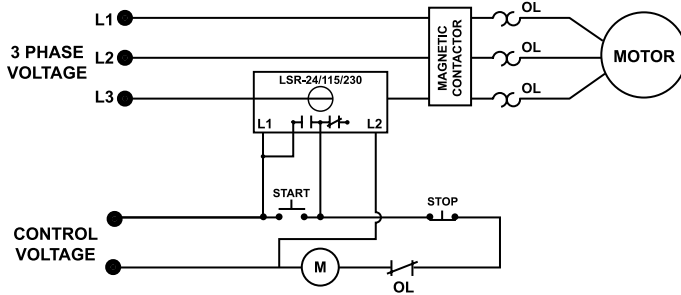 L1
OL
3 PHASE
VOLTAGE
L2
MAGNETIC
CONTACTOR
OL
MOTOR
LSR-24/115/230
L3
OL
L1
L2
START
STOP
CONTROL
VOLTAGE
M
OL